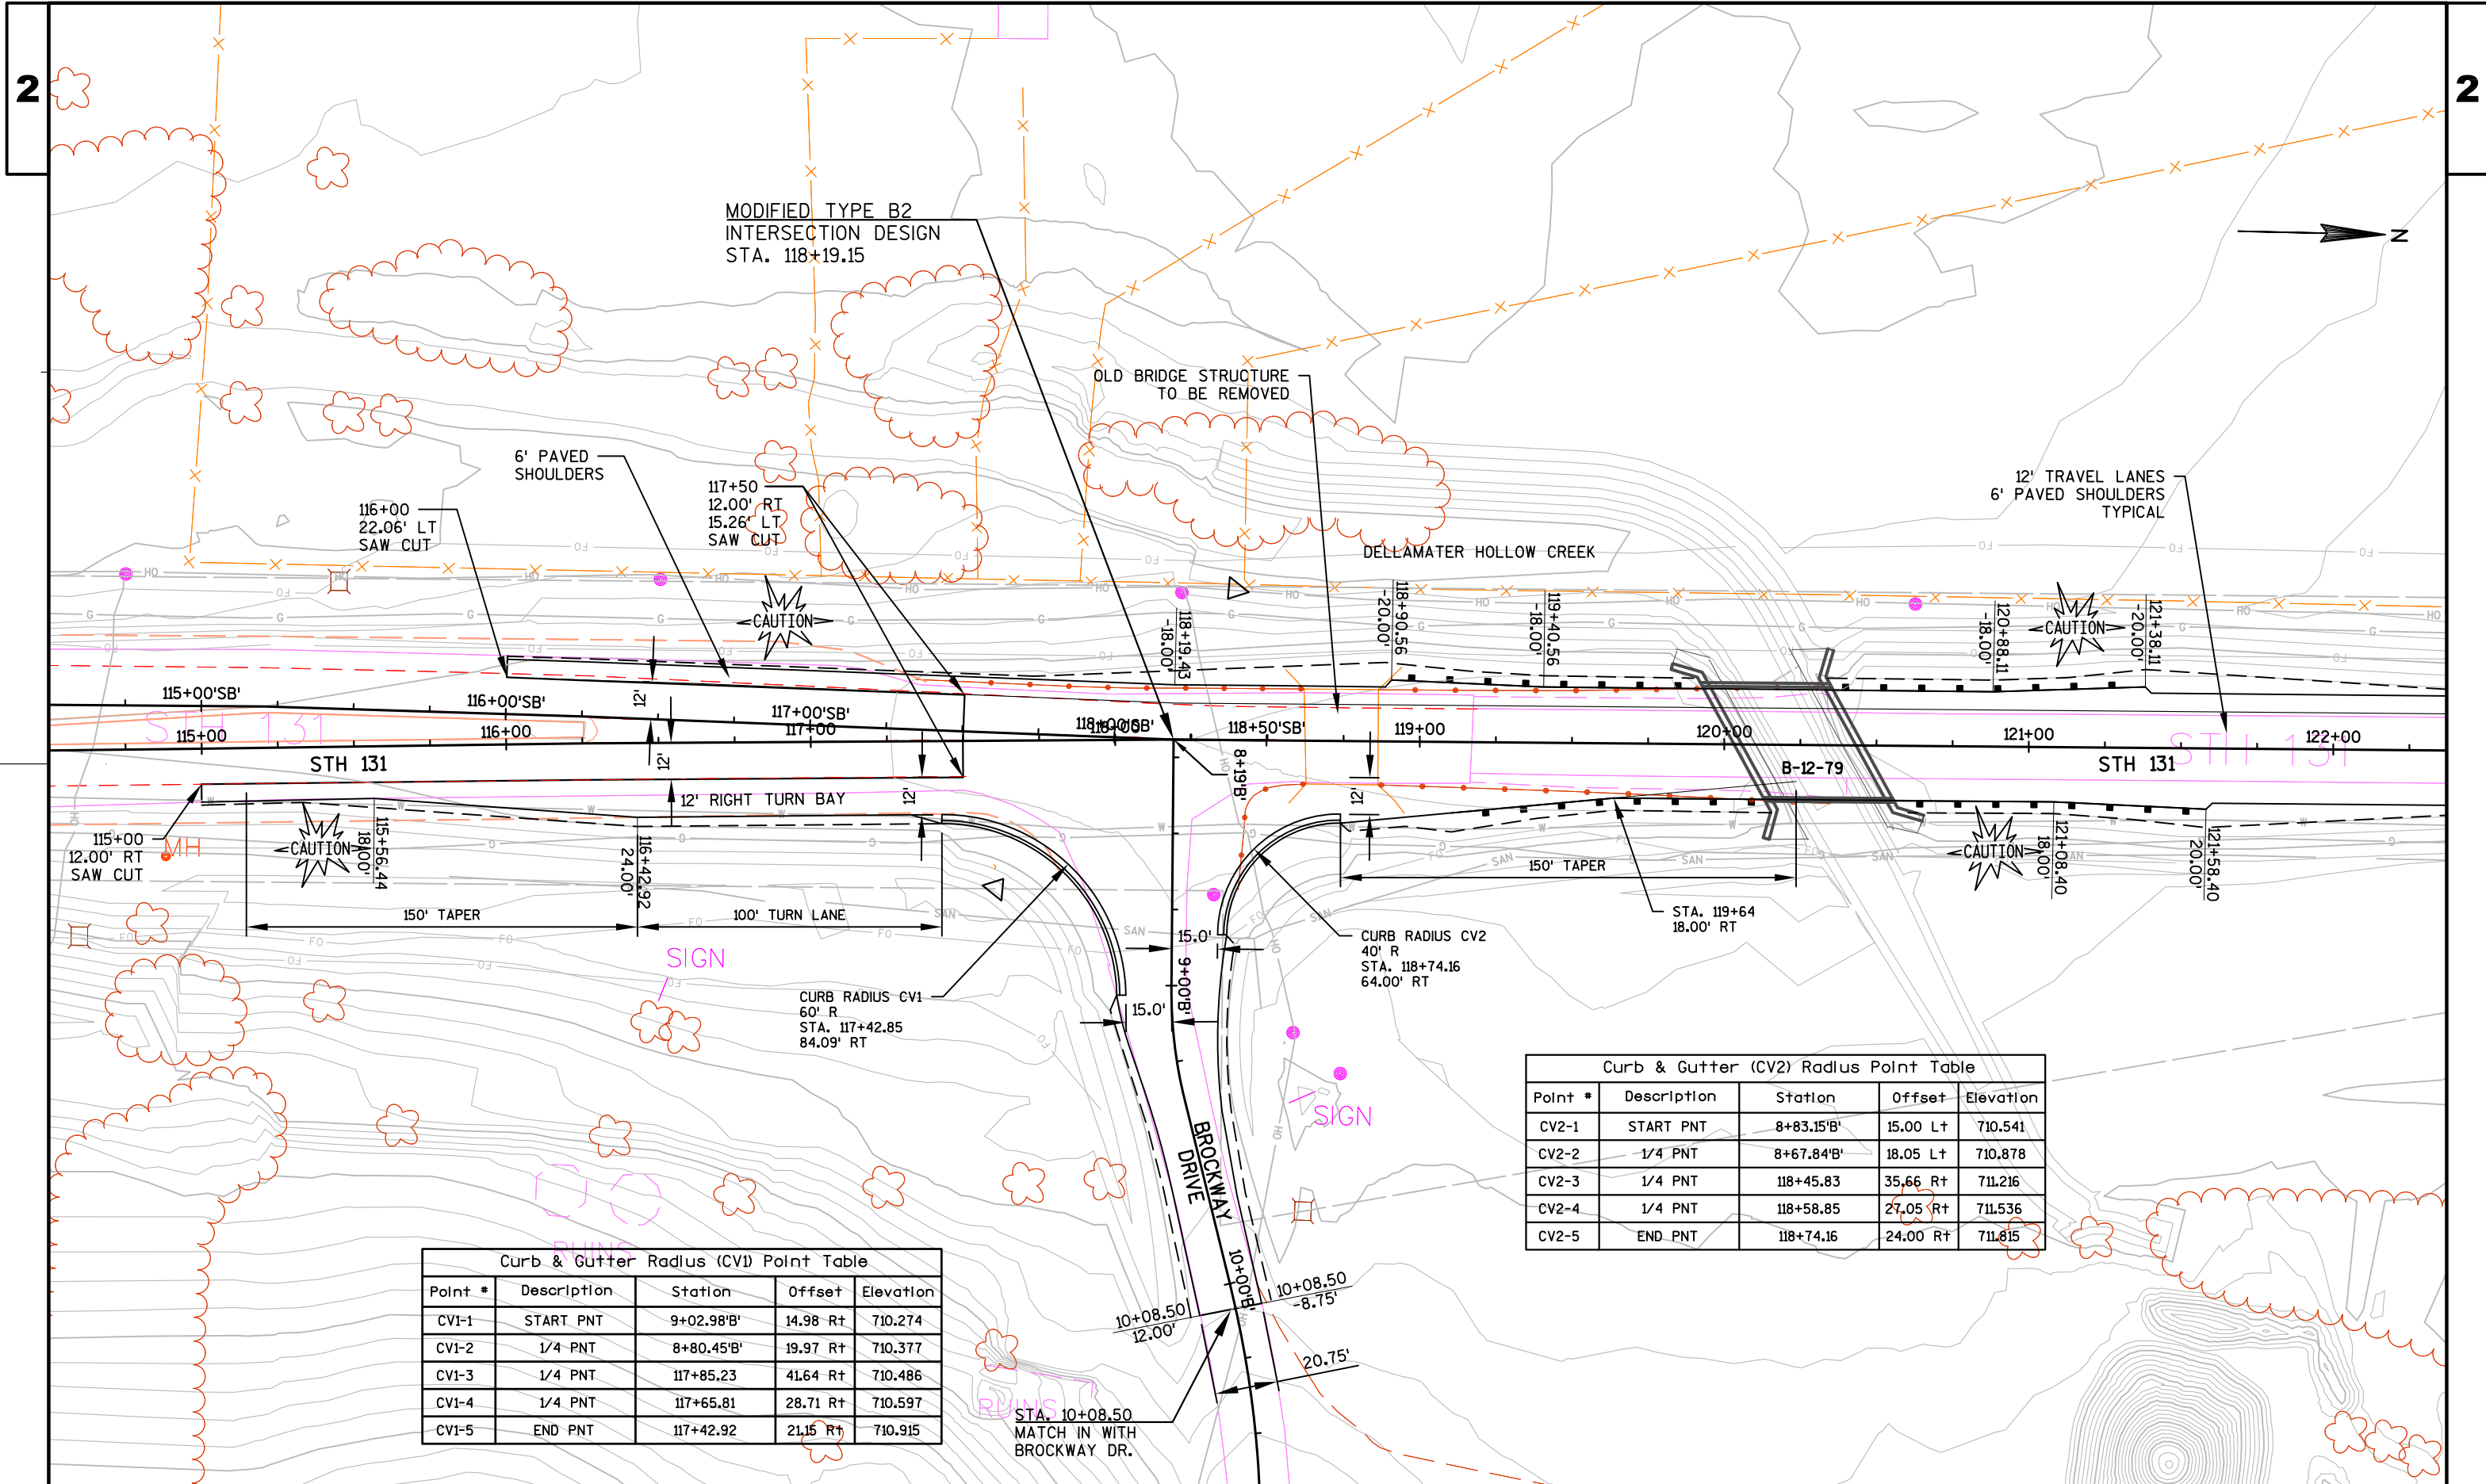 2
2
MODIFIED TYPE B2
INTERSECTION DESIGN
STA. 118+19.15
N
OLD BRIDGE STRUCTURE
TO BE REMOVED
6' PAVED
SHOULDERS
116+00
22.06' LT
SAW CUT
117+50
12.00' RT
15.26' LT
SAW CUT
12' TRAVEL LANES
6' PAVED SHOULDERS
TYPICAL
DELLAMATER HOLLOW CREEK
CAUTION
CAUTION
118+19.43
-18.00'
118+90.56
-20.00'
119+40.56
-18.00'
120+88.11
-18.00'
121+38.11
-20.00'
115+00'SB'
116+00'SB'
117+00'SB'
118+00'SB'
118+50'SB'
STH 131
115+00
116+00
117+00
118+00
119+00
120+00
121+00
122+00
STH 131
STH 131
STH 131
B-12-79
8+19'B'
12'
12'
12'
12'
12' RIGHT TURN BAY
115+00
12.00' RT
SAW CUT
MH
CAUTION
CAUTION
115+56.44
18.00'
116+42.92
24.00'
121+08.40
18.00'
121+58.40
20.00'
150' TAPER
100' TURN LANE
150' TAPER
STA. 119+64
18.00' RT
SIGN
CURB RADIUS CV1
60' R
STA. 117+42.85
84.09' RT
CURB RADIUS CV2
40' R
STA. 118+74.16
64.00' RT
15.0'
15.0'
9+00'B'
SIGN
BROCKWAY
DRIVE
10+00'B'
10+08.50
12.00'
10+08.50
-8.75'
20.75'
RUINS
RUINS
STA. 10+08.50
MATCH IN WITH
BROCKWAY DR.
Curb & Gutter (CV2) Radius Point Table
Point # Description Station Offset Elevation
CV2-1 START PNT 8+83.15'B' 15.00 Lt 710.541
CV2-2 1/4 PNT 8+67.84'B' 18.05 Lt 710.878
CV2-3 1/4 PNT 118+45.83 35.66 Rt 711.216
CV2-4 1/4 PNT 118+58.85 27.05 Rt 711.536
CV2-5 END PNT 118+74.16 24.00 Rt 711.815
Curb & Gutter Radius (CV1) Point Table
Point # Description Station Offset Elevation
CV1-1 START PNT 9+02.98'B' 14.98 Rt 710.274
CV1-2 1/4 PNT 8+80.45'B' 19.97 Rt 710.377
CV1-3 1/4 PNT 117+85.23 41.64 Rt 710.486
CV1-4 1/4 PNT 117+65.81 28.71 Rt 710.597
CV1-5 END PNT 117+42.92 21.15 Rt 710.915